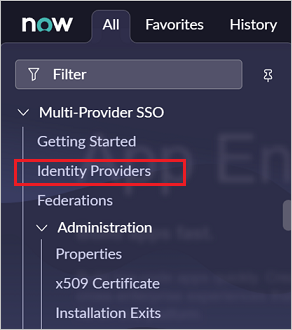 now All Favorites History
Filter
Multi-Provider SSO
Getting Started
Identity Providers
Federations
Administration
Properties
x509 Certificate
Installation Exits